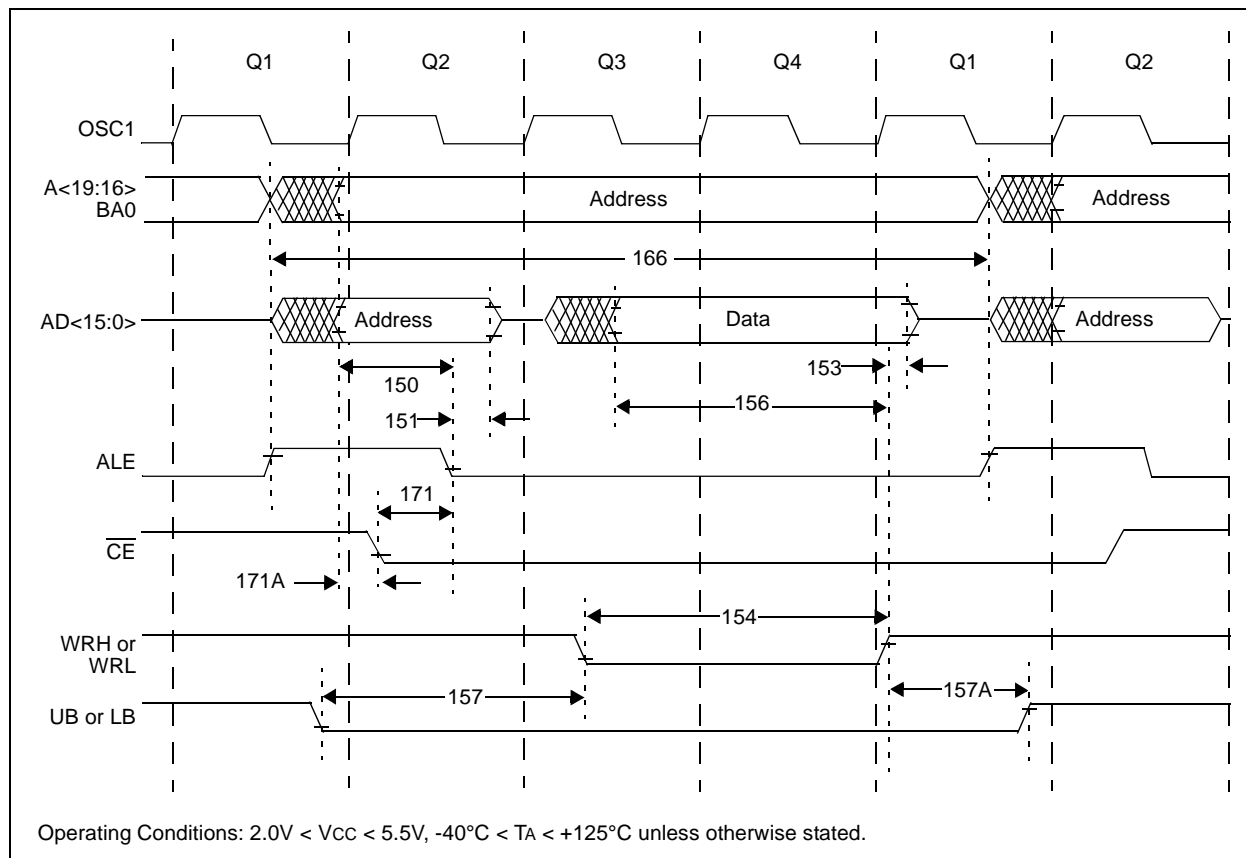 Q1 Q2 Q3 Q4 Q1 Q2
OSC1
A<19:16>
BA0
Address
Address
166
AD<15:0>
Address
Data
Address
150
153
151
156
ALE
171
CE
171A
154
WRH or
WRL
157
157A
UB or LB
Operating Conditions: 2.0V < VCC < 5.5V, -40°C < TA < +125°C unless otherwise stated.